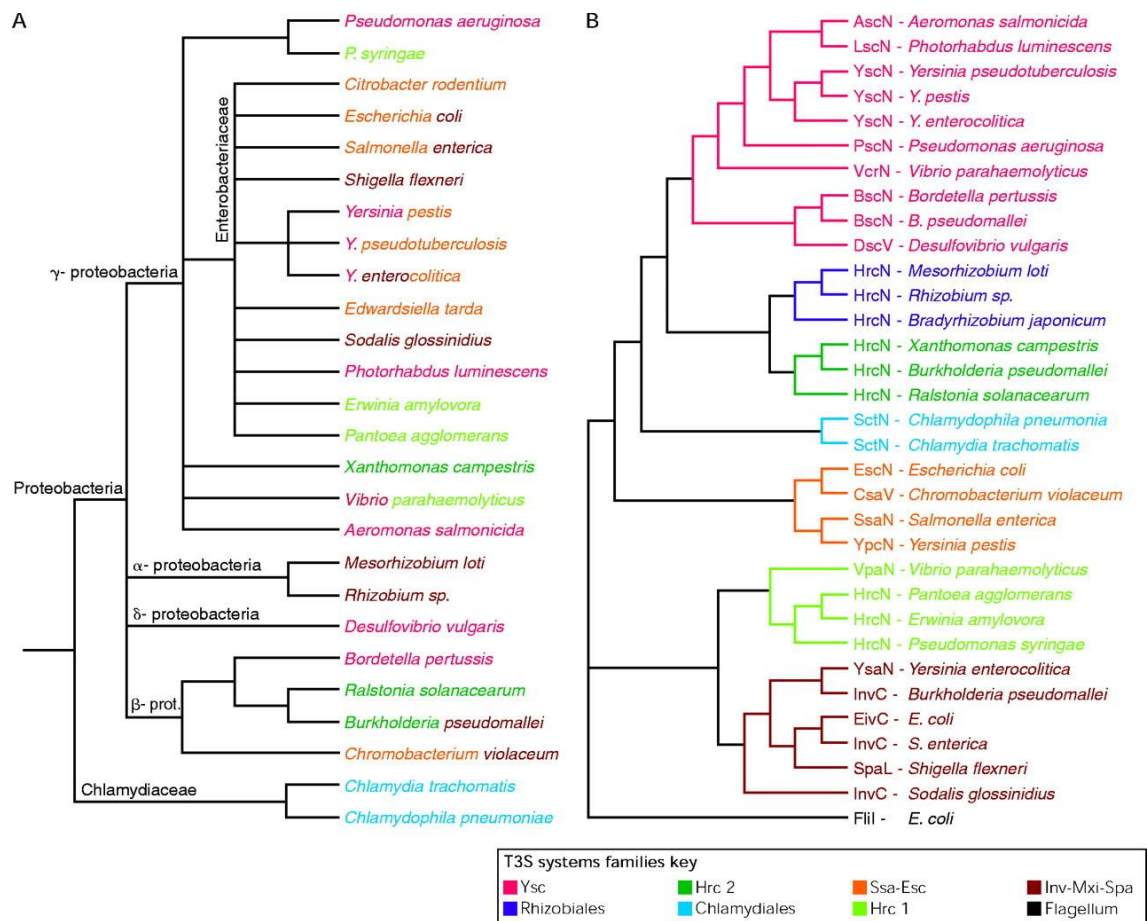 A
Pseudomonas aeruginosa
P. syringae
Citrobacter rodentium
Escherichia coli
Salmonella enterica
Shigella flexneri
Yersinia pestis
Y. pseudotuberculosis
Y. enterocolitica
Edwardsiella tarda
Sodalis glossinidius
Photorhabdus luminescens
Erwinia amylovora
Pantoea agglomerans
Xanthomonas campestris
Vibrio parahaemolyticus
Aeromonas salmonicida
Mesorhizobium loti
Rhizobium sp.
Desulfovibrio vulgaris
Bordetella pertussis
Ralstonia solanacearum
Burkholderia pseudomallei
Chromobacterium violaceum
Chlamydia trachomatis
Chlamydophila pneumoniae
Enterobacteriaceae
γ- proteobacteria
Proteobacteria
α- proteobacteria
δ- proteobacteria
β- prot.
Chlamydiaceae
B
AscN - Aeromonas salmonicida
LscN - Photorhabdus luminescens
YscN - Yersinia pseudotuberculosis
YscN - Y. pestis
YscN - Y. enterocolitica
PscN - Pseudomonas aeruginosa
VcrN - Vibrio parahaemolyticus
BscN - Bordetella pertussis
BscN - B. pseudomallei
DscV - Desulfovibrio vulgaris
HrcN - Mesorhizobium loti
HrcN - Rhizobium sp.
HrcN - Bradyrhizobium japonicum
HrcN - Xanthomonas campestris
HrcN - Burkholderia pseudomallei
HrcN - Ralstonia solanacearum
SctN - Chlamydophila pneumonia
SctN - Chlamydia trachomatis
EscN - Escherichia coli
CsaV - Chromobacterium violaceum
SsaN - Salmonella enterica
YpcN - Yersinia pestis
VpaN - Vibrio parahaemolyticus
HrcN - Pantoea agglomerans
HrcN - Erwinia amylovora
HrcN - Pseudomonas syringae
YsaN - Yersinia enterocolitica
InvC - Burkholderia pseudomallei
EivC - E. coli
InvC - S. enterica
SpaL - Shigella flexneri
InvC - Sodalis glossinidius
FliI - E. coli
T3S systems families key
Ysc Hrc 2 Ssa-Esc Inv-Mxi-Spa
Rhizobiales Chlamydiales Hrc 1 Flagellum